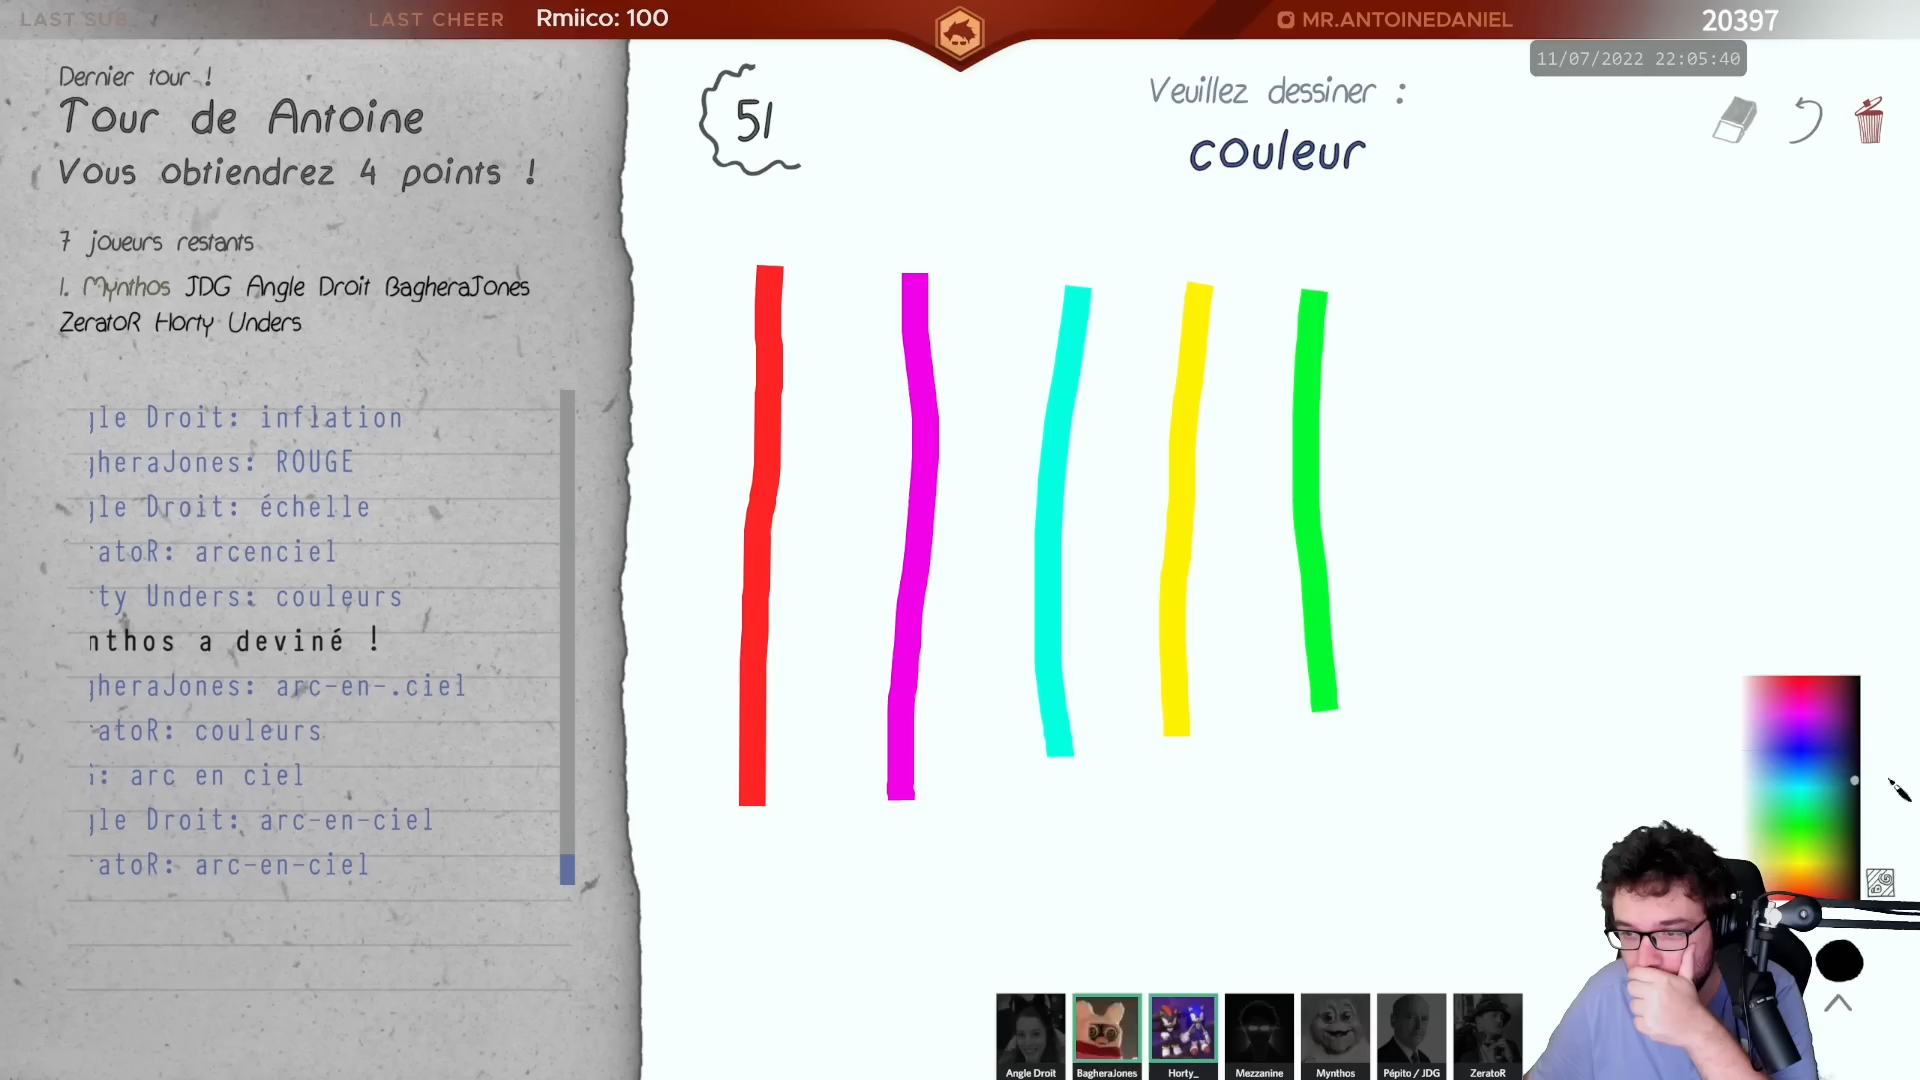 LAST SUB
LAST CHEER
Rmiico: 100
MR.ANTOINEDANIEL
20397
11/07/2022 22:05:40
Dernier tour !
Tour de Antoine
Vous obtiendrez 4 points !
7 joueurs restants
1. Mynthos JDG Angle Droit BagheraJones
ZeratoR Horty Unders
51
Veuillez dessiner :
couleur
gle Droit: inflation
gheraJones: ROUGE
gle Droit: échelle
ratoR: arcenciel
ty Unders: couleurs
nthos a deviné !
gheraJones: arc-en-.ciel
ratoR: couleurs
G: arc en ciel
gle Droit: arc-en-ciel
ratoR: arc-en-ciel
Angle Droit
BagheraJones
Horty_
Mezzanine
Mynthos
Pépito / JDG
ZeratoR